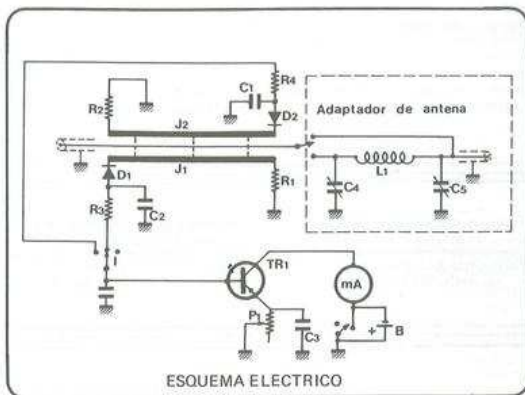 R4
C1
D2
R2
J2
Adaptador de antena
J1
D1
R1
L1
C4
C5
R3
C2
I
TR1
mA
P1
C3
+
B
ESQUEMA ELECTRICO